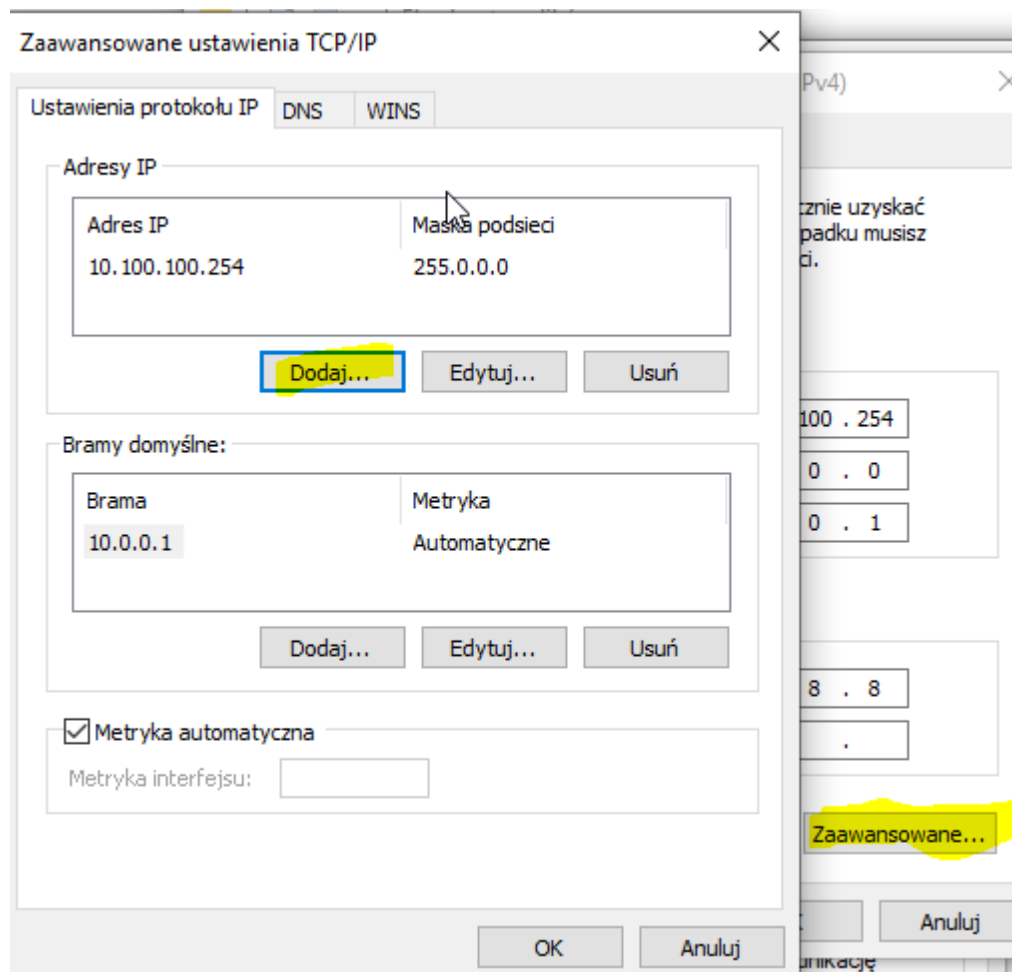 Zaawansowane ustawienia TCP/IP
Ustawienia protokołu IP DNS WINS
Adresy IP
Adres IP Maska podsieci
10.100.100.254 255.0.0.0
Dodaj... Edytuj... Usuń
Bramy domyślne:
Brama Metryka
10.0.0.1 Automatyczne
Dodaj... Edytuj... Usuń
Metryka automatyczna
Metryka interfejsu:
OK Anuluj
Pv4)
znie uzyskać
padku musisz
ci.
100 . 254
0 . 0
0 . 1
8 . 8
.
Zaawansowane...
Anuluj